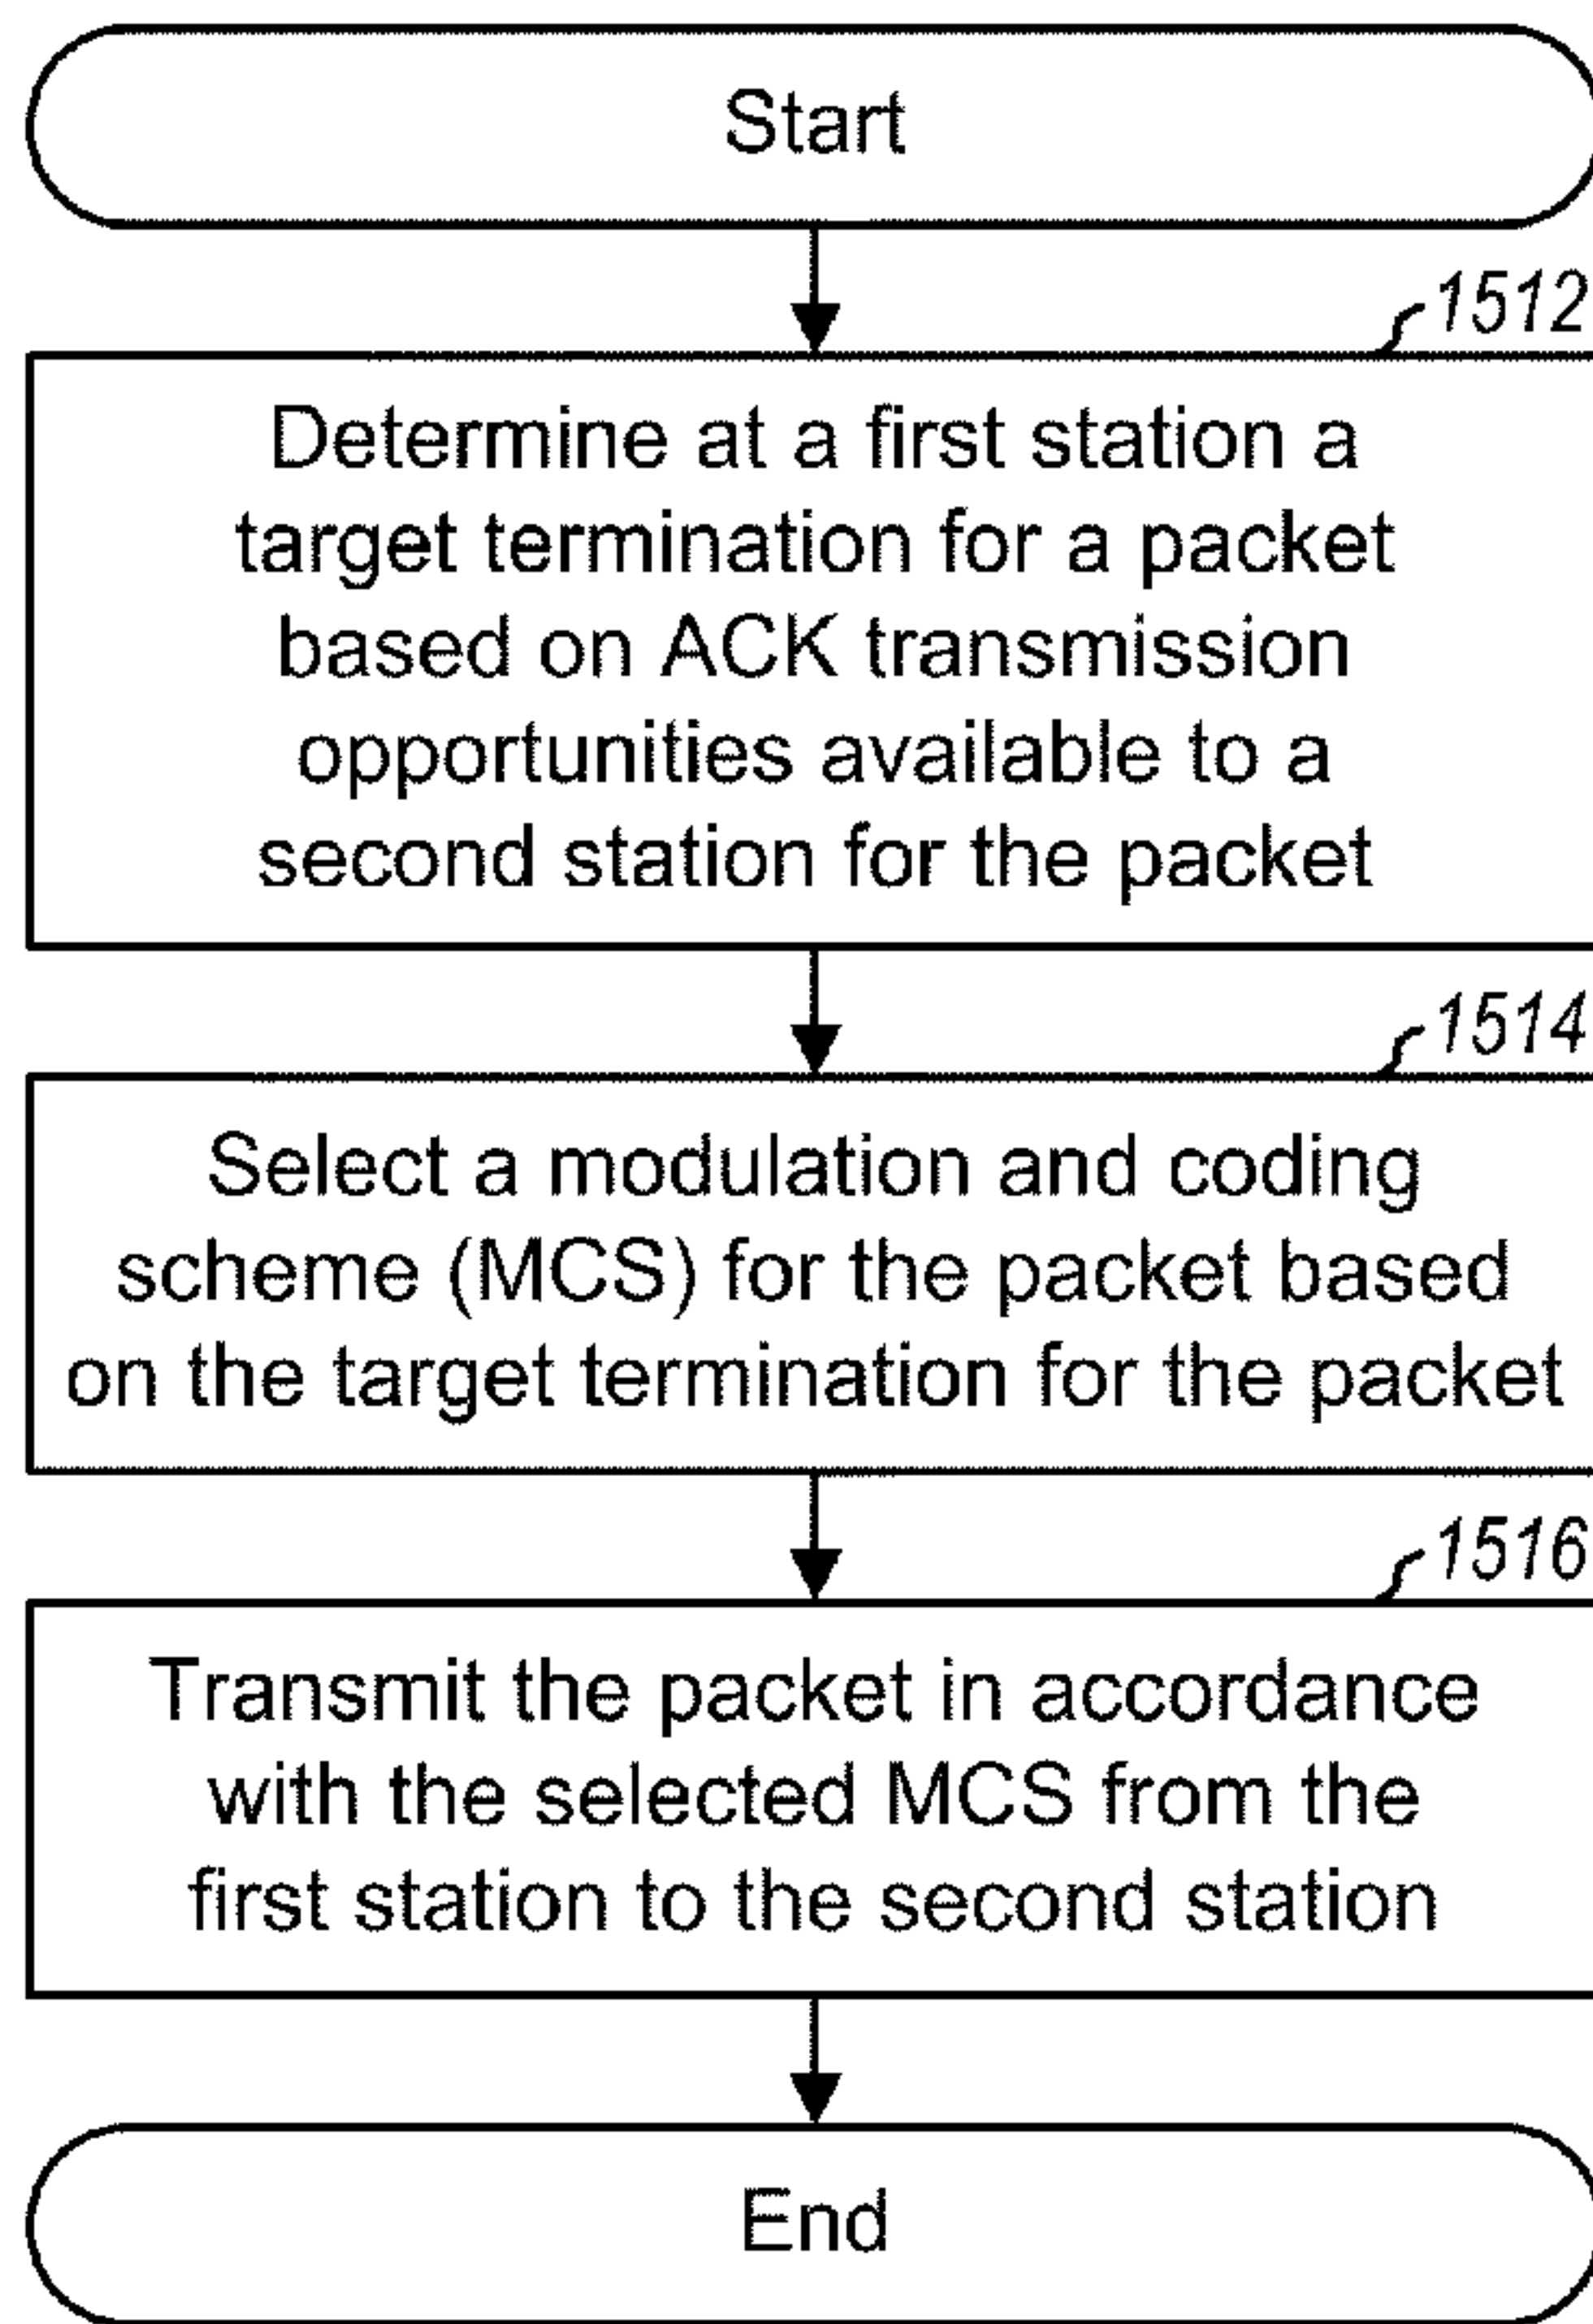 Start
1512
Determine at a first station a
target termination for a packet
based on ACK transmission
opportunities available to a
second station for the packet
1514
Select a modulation and coding
scheme (MCS) for the packet based
on the target termination for the packet
1516
Transmit the packet in accordance
with the selected MCS from the
first station to the second station
End